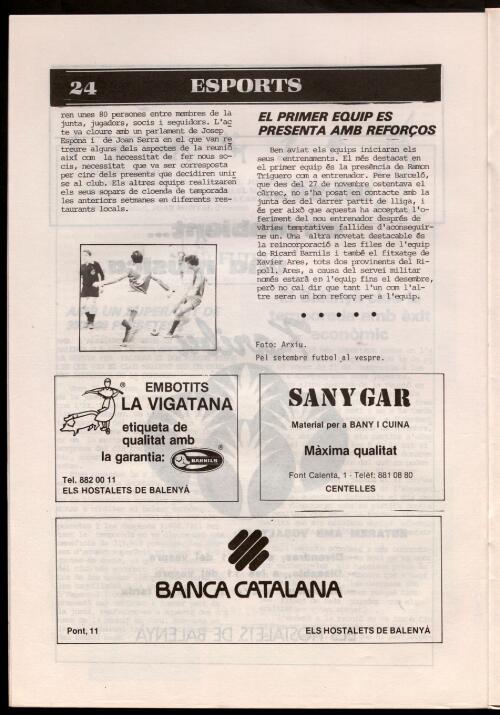 24
ESPORTS
ren unes 80 persones entre membres de la
junta, jugadors, socis i seguidors. L'ac
te va cloure amb un parlament de Josep
Espona i de Joan Serra en el que van re
treure alguns dels aspectes de la reunió
així com la necessitat de fer nous so-
cis, necessitat que va ser corresposta
per cinc dels presents que decidiren unir
se al club. Els altres equips realitzaren
els seus sopars de cloenda de temporada
les anteriors setmanes en diferents res-
taurants locals.
EL PRIMER EQUIP ES
PRESENTA AMB REFORÇOS
Ben aviat els equips iniciaran els
seus entrenaments. El més destacat en
el primer equip és la presència de Ramon
Triguero com a entrenador. Pere Barceló,
que des del 27 de novembre ostentava el
càrrec, no s'ha posat en contacte amb la
junta des del darrer partit de lliga, i
és per això que aquesta ha acceptat l'o-
feriment del nou entrenador després de
vàries temptatives fallides d'aconseguir-
ne un. Una altra novetat destacable és
la reincorporació a les files de l'equip
de Ricard Barnils i també el fitxatge de
Xavier Ares, tots dos provinents del Ri-
poll. Ares, a causa del servei militar
només estarà en l'equip fins el desembre,
però no cal dir que tant l'un com l'al-
tre seran un bon reforç per a l'equip.
Foto: Arxiu.
Pel setembre futbol al vespre.
EMBOTITS
LA VIGATANA
etiqueta de
qualitat amb
la garantia: BARNILS
Tel. 882 00 11
ELS HOSTALETS DE BALENYÀ
SANYGAR
Material per a BANY I CUINA
Màxima qualitat
Font Calenta, 1 - Telèf: 881 08 80
CENTELLES
BANCA CATALANA
Pont, 11
ELS HOSTALETS DE BALENYÀ